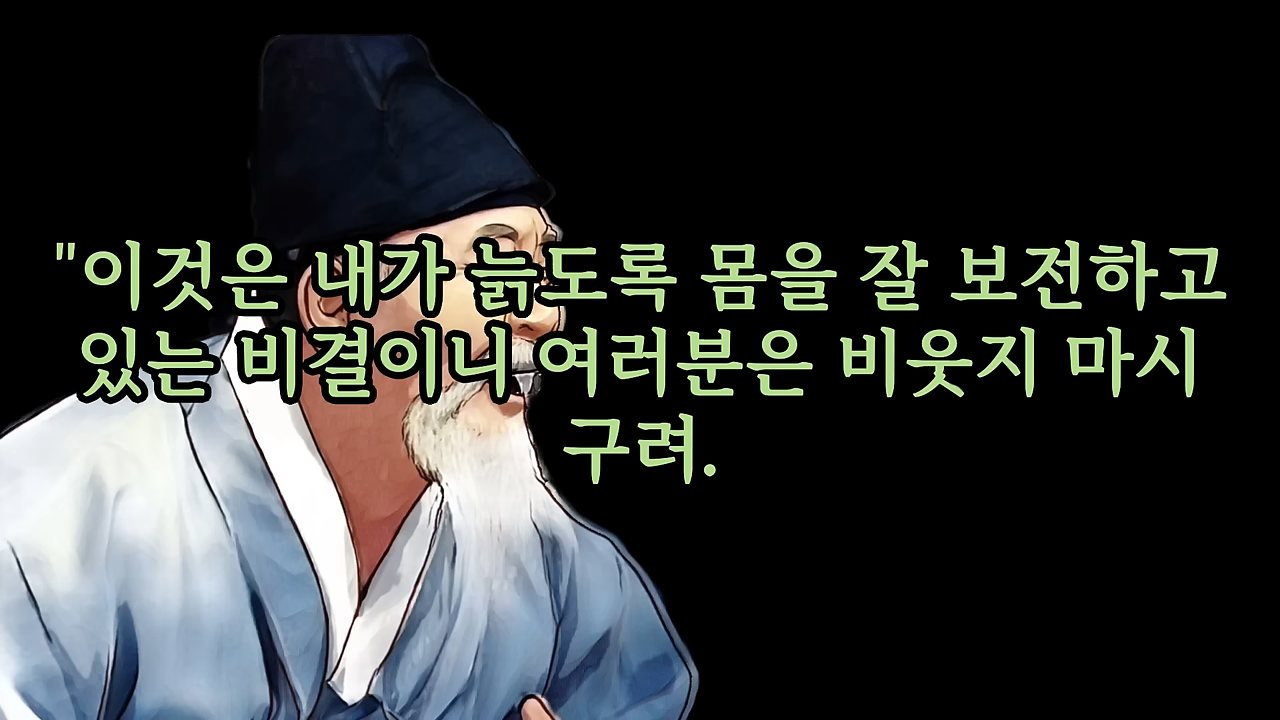 "이것은 내가 늙도록 몸을 잘 보전하고
있는 비결이니 여러분은 비웃지 마시
구려.